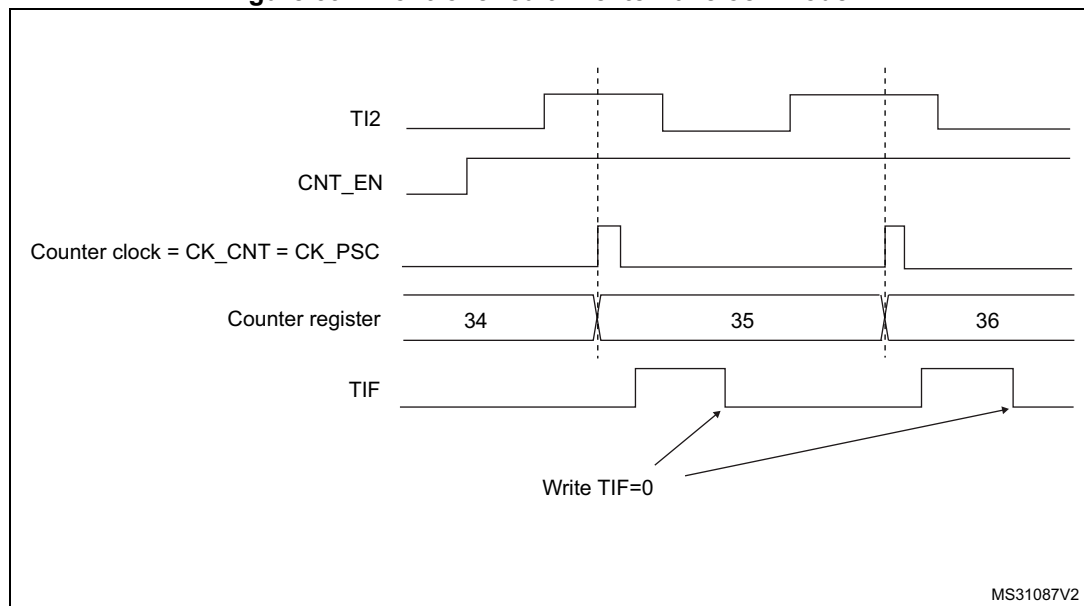 TI2
CNT_EN
Counter clock = CK_CNT = CK_PSC
Counter register 34 35 36
TIF
Write TIF=0
MS31087V2